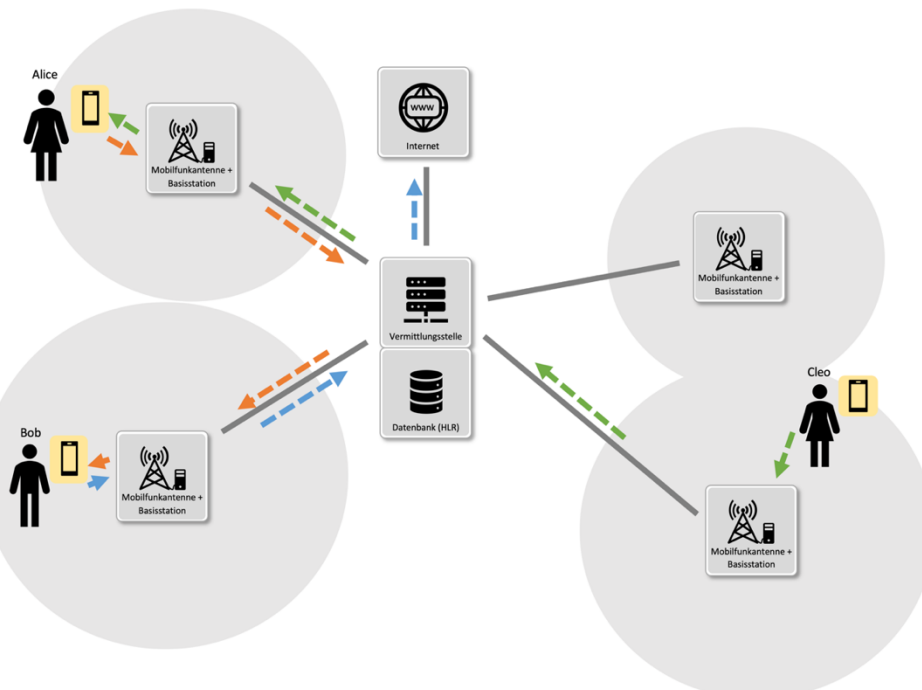 Alice
Mobilfunkantenne +
Basisstation
WWW
Internet
Mobilfunkantenne +
Basisstation
Vermittlungsstelle
Datenbank (HLR)
Cleo
Bob
Mobilfunkantenne +
Basisstation
Mobilfunkantenne +
Basisstation